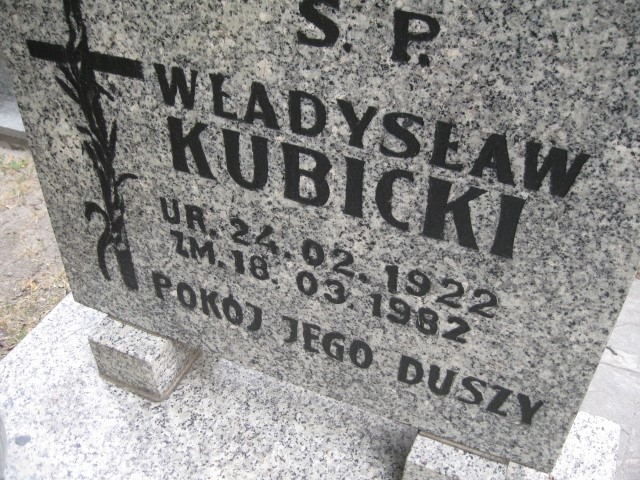 S. P.
WŁADYSŁAW
KUBICKI
UR. 24. 02. 1922
ZM. 18. 03. 1982
POKÓJ JEGO DUSZY